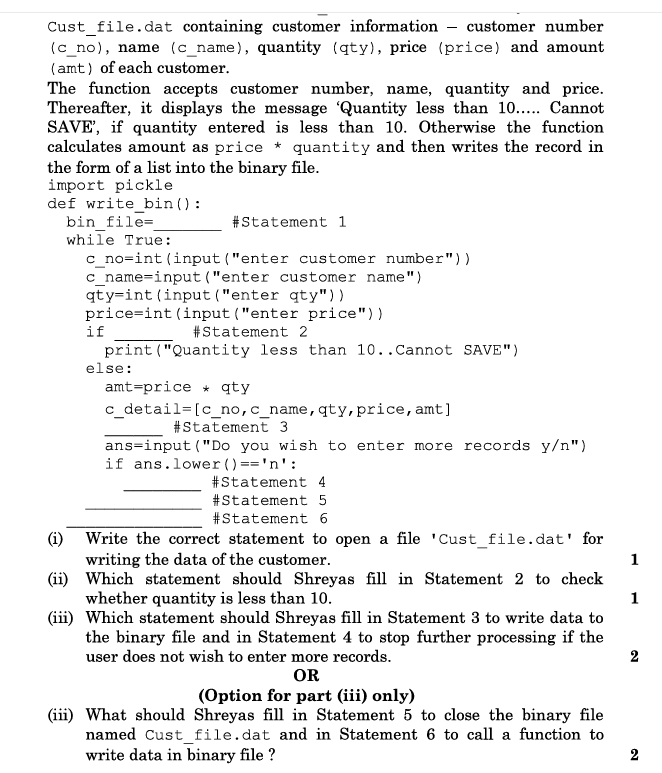 Cust_file.dat containing customer information – customer number
(c_no), name (c_name), quantity (qty), price (price) and amount
(amt) of each customer.
The function accepts customer number, name, quantity and price.
Thereafter, it displays the message ‘Quantity less than 10..... Cannot
SAVE’, if quantity entered is less than 10. Otherwise the function
calculates amount as price * quantity and then writes the record in
the form of a list into the binary file.
import pickle
def write_bin():
bin_file=_______ #Statement 1
while True:
c_no=int(input("enter customer number"))
c_name=input("enter customer name")
qty=int(input("enter qty"))
price=int(input("enter price"))
if ______ #Statement 2
print("Quantity less than 10..Cannot SAVE")
else:
amt=price * qty
c_detail=[c_no,c_name,qty,price,amt]
______ #Statement 3
ans=input("Do you wish to enter more records y/n")
if ans.lower()=='n':
________ #Statement 4
____________ #Statement 5
______________ #Statement 6
(i) Write the correct statement to open a file 'Cust_file.dat' for
writing the data of the customer. 1
(ii) Which statement should Shreyas fill in Statement 2 to check
whether quantity is less than 10. 1
(iii) Which statement should Shreyas fill in Statement 3 to write data to
the binary file and in Statement 4 to stop further processing if the
user does not wish to enter more records. 2
OR
(Option for part (iii) only)
(iii) What should Shreyas fill in Statement 5 to close the binary file
named Cust_file.dat and in Statement 6 to call a function to
write data in binary file ? 2